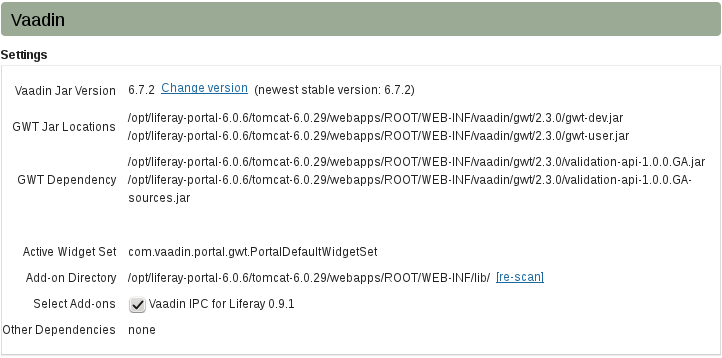 Vaadin
Settings
Vaadin Jar Version 6.7.2 Change version (newest stable version: 6.7.2)
GWT Jar Locations /opt/liferay-portal-6.0.6/tomcat-6.0.29/webapps/ROOT/WEB-INF/vaadin/gwt/2.3.0/gwt-dev.jar
/opt/liferay-portal-6.0.6/tomcat-6.0.29/webapps/ROOT/WEB-INF/vaadin/gwt/2.3.0/gwt-user.jar
/opt/liferay-portal-6.0.6/tomcat-6.0.29/webapps/ROOT/WEB-INF/vaadin/gwt/2.3.0/validation-api-1.0.0.GA.jar
GWT Dependency /opt/liferay-portal-6.0.6/tomcat-6.0.29/webapps/ROOT/WEB-INF/vaadin/gwt/2.3.0/validation-api-1.0.0.GA-
sources.jar
Active Widget Set com.vaadin.portal.gwt.PortalDefaultWidgetSet
Add-on Directory /opt/liferay-portal-6.0.6/tomcat-6.0.29/webapps/ROOT/WEB-INF/lib/ [re-scan]
Select Add-ons Vaadin IPC for Liferay 0.9.1
Other Dependencies none